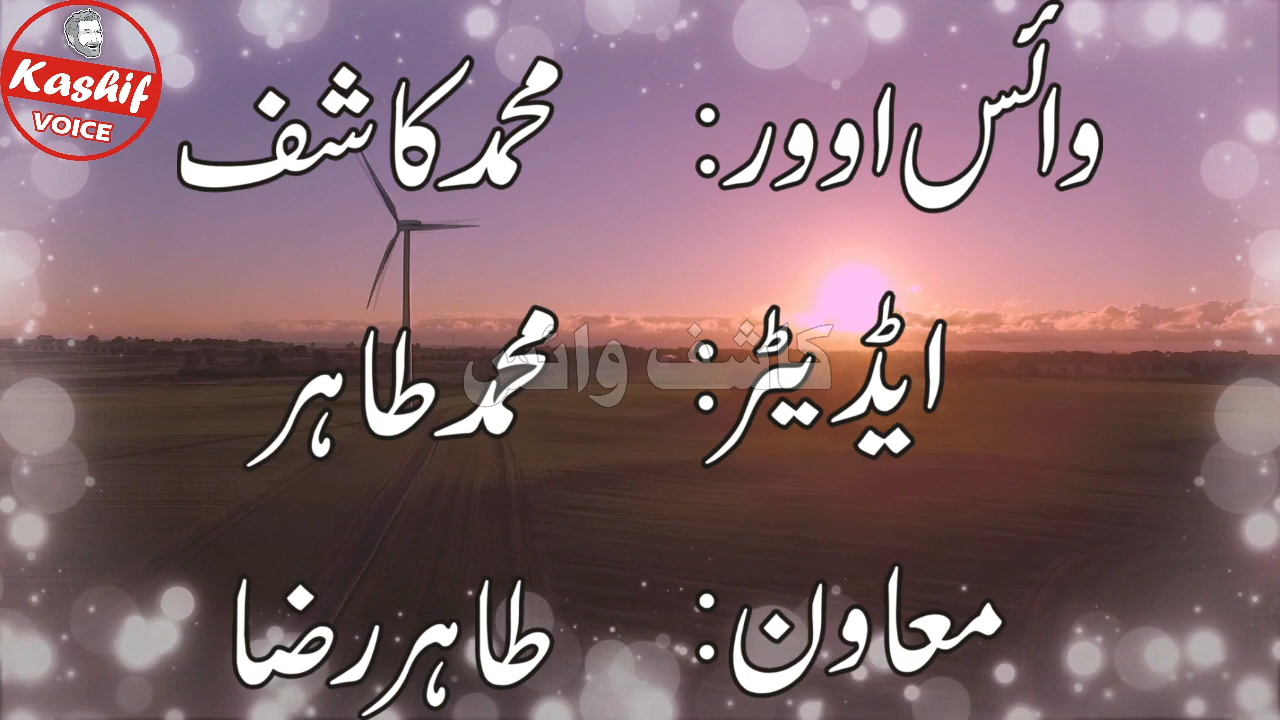 Kashif
VOICE
وائس اوور: محمد کاشف
کاشف وائس
ایڈیٹر: محمد طاہر
معاون: طاہر رضا